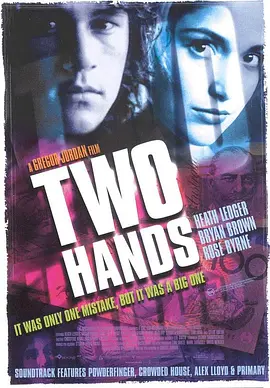 A GREGOR JORDAN FILM
TWO
HANDS
HEATH LEDGER
BRYAN BROWN
ROSE BYRNE
IT WAS ONLY ONE MISTAKE, BUT IT WAS A BIG ONE
SOUNDTRACK FEATURES POWDERFINGER, CROWDED HOUSE, ALEX LLOYD & PRIMARY